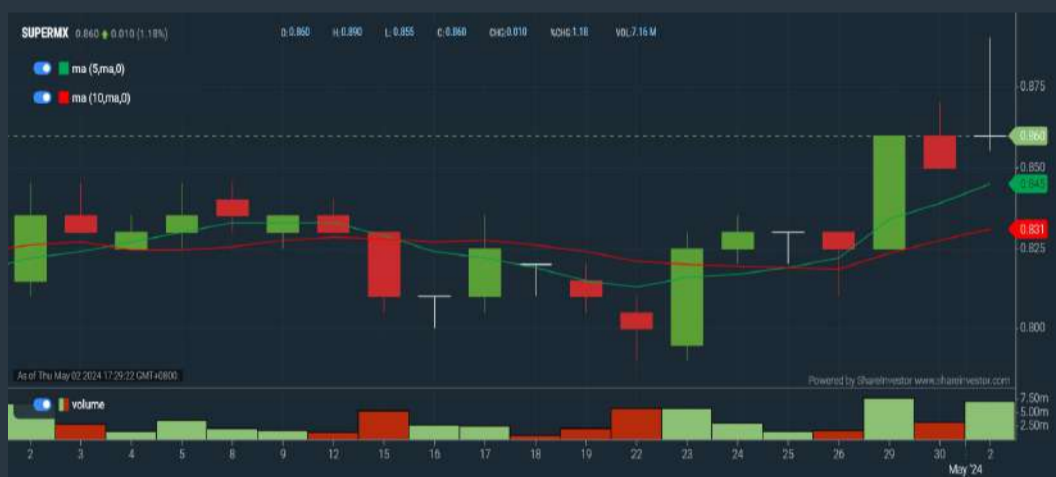 SUPERMX 0.860 0.010 (1.18%) O:0.860 H:0.890 L:0.855 C:0.860 CHG:0.010 %CHG:1.18 VOL:7.16 M
ma (5,ma,0)
ma (10,ma,0)
0.875
0.860
0.850
0.845
0.831
0.825
0.800
As of Thu May 02 2024 17:29:22 GMT+0800
Powered by ShareInvestor www.shareinvestor.com
volume
7.50m
5.00m
2.50m
2 3 4 5 8 9 12 15 16 17 18 19 22 23 24 25 26 29 30 2
May '24